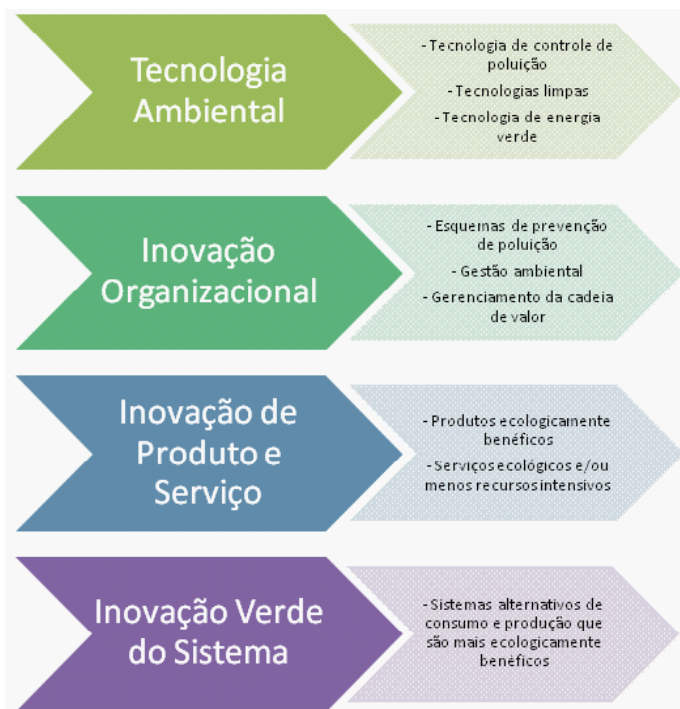 Tecnologia
Ambiental
- Tecnologia de controle de
poluição
- Tecnologias limpas
- Tecnologia de energia
verde
Inovação
Organizacional
- Esquemas de prevenção
de poluição
- Gestão ambiental
- Gerenciamento da cadeia
de valor
Inovação de
Produto e
Serviço
- Produtos ecologicamente
benéficos
- Serviços ecológicos e/ou
menos recursos intensivos
Inovação Verde
do Sistema
- Sistemas alternativos de
consumo e produção que
são mais ecologicamente
benéficos